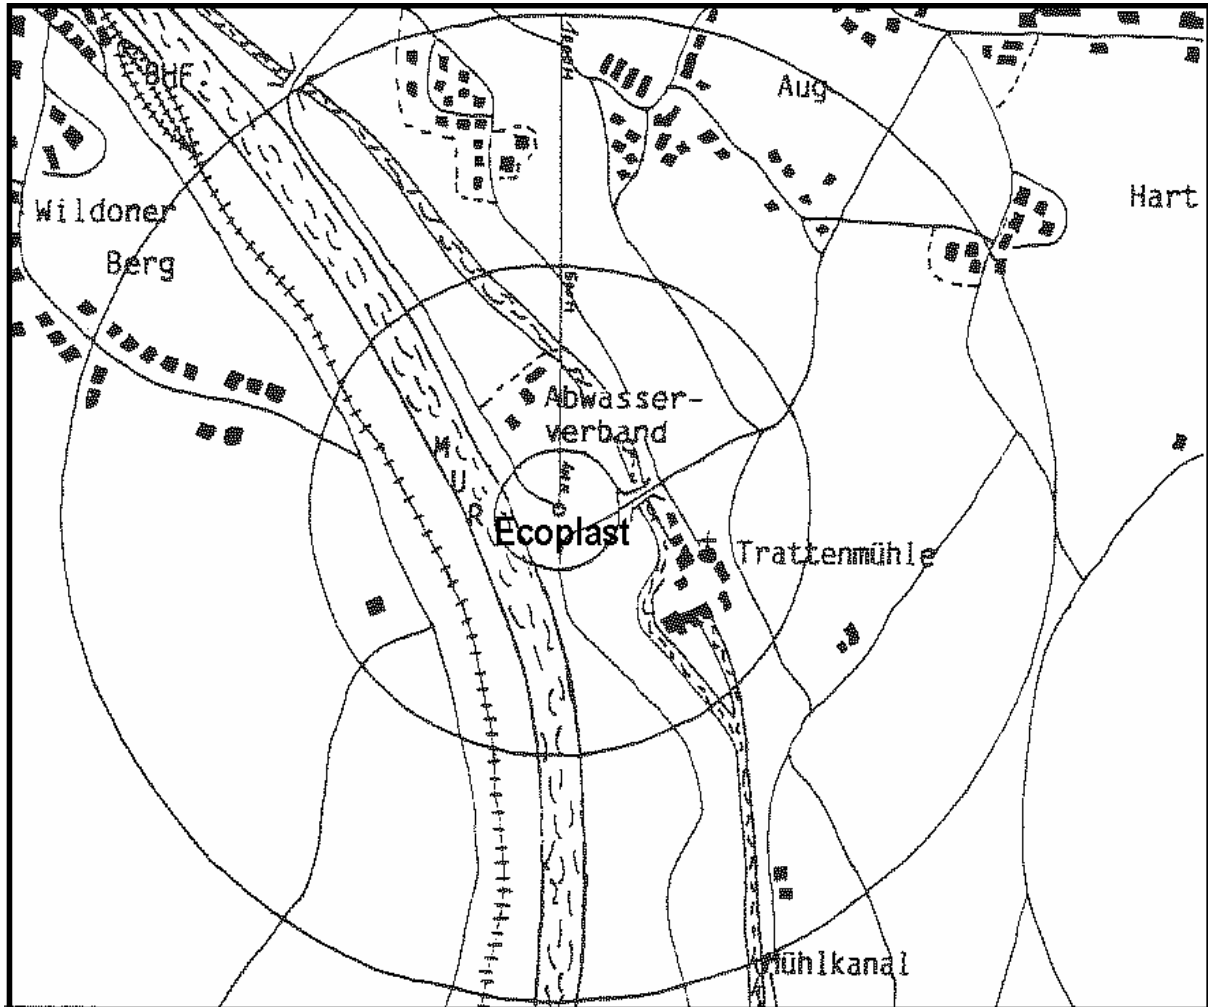 BHF.
Aug
Wildoner
Berg
Hart
Abwasser-
verband
M
U
R
Ecoplast
Trattenmühle
Mühlkanal